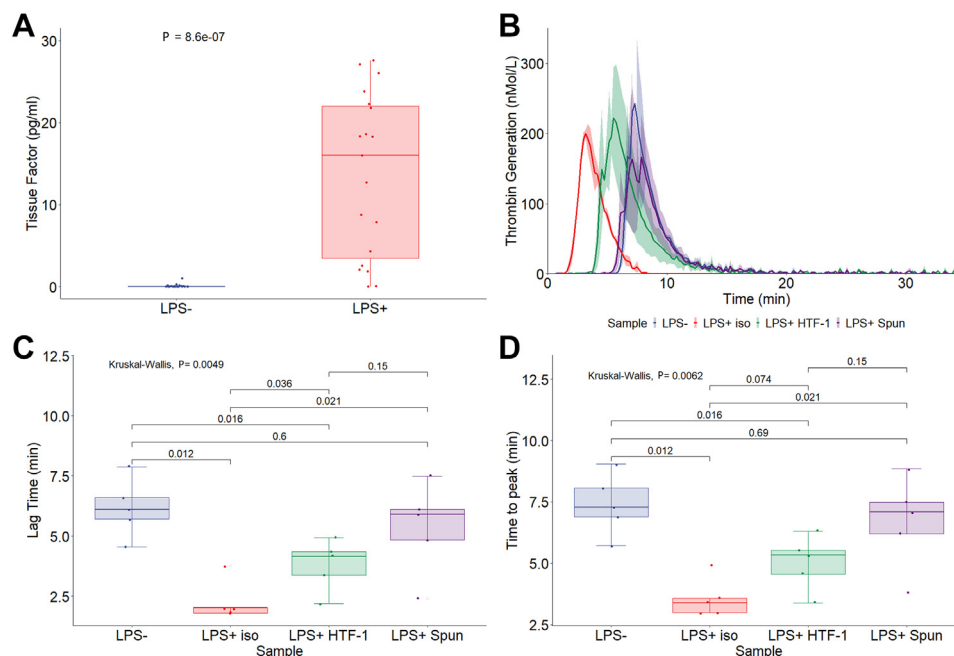 A
P = 8.6e-07
Tissue Factor (pg/ml)
30
20
10
0
LPS-
LPS+
B
Thrombin Generation (nMol/L)
300
200
100
0
0
10
20
30
Time (min)
Sample LPS- LPS+ iso LPS+ HTF-1 LPS+ Spun
C
Kruskal-Wallis, P= 0.0049
Lag Time (min)
12.5
10.0
7.5
5.0
2.5
0.15
0.036
0.021
0.016
0.6
0.012
LPS-
LPS+ iso
LPS+ HTF-1
LPS+ Spun
Sample
D
Kruskal-Wallis, P= 0.0062
Time to peak (min)
12.5
10.0
7.5
5.0
2.5
0.15
0.074
0.021
0.016
0.69
0.012
LPS-
LPS+ iso
LPS+ HTF-1
LPS+ Spun
Sample